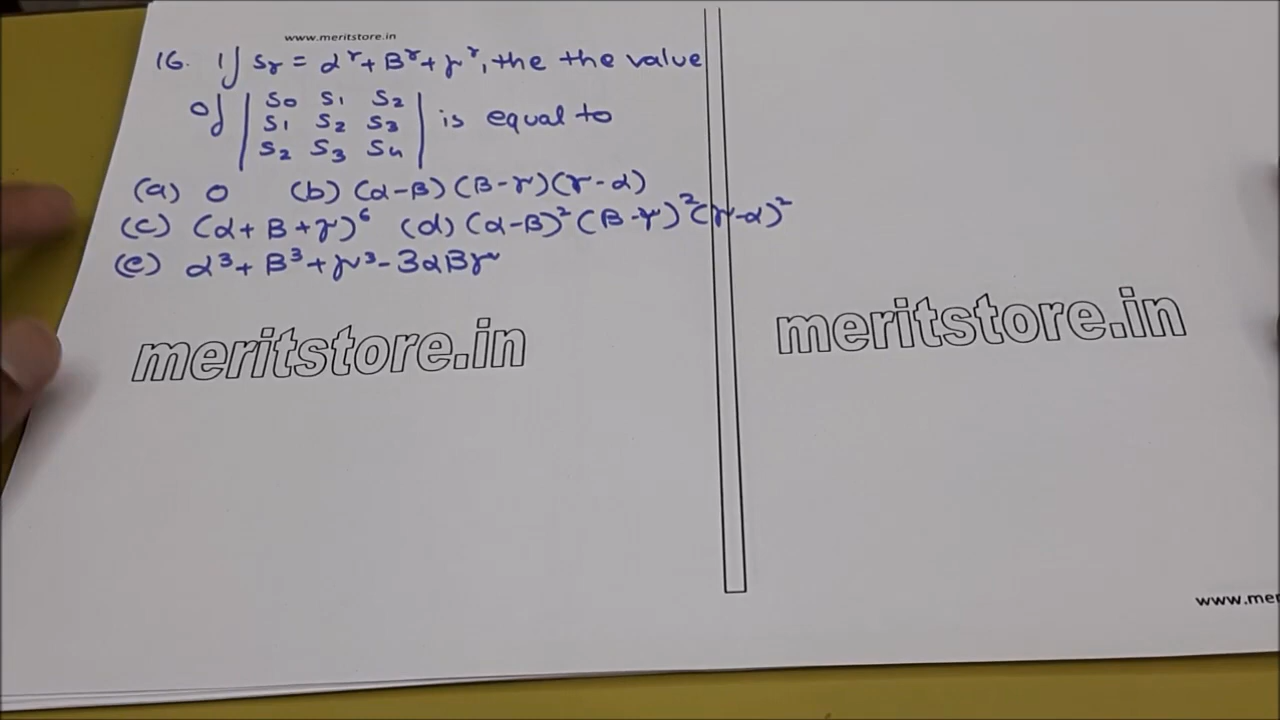 www.meritstore.in
16. If Sr = αʳ + βʳ + γʳ, the the value
of | S0 S1 S2 |
| S1 S2 S3 | is equal to
| S2 S3 S4 |
(a) 0 (b) (α-β)(β-γ)(γ-α)
(c) (α+β+γ)⁶ (d) (α-β)²(β-γ)²(γ-α)²
(e) α³+β³+γ³-3αβγ
meritstore.in
meritstore.in
www.mer